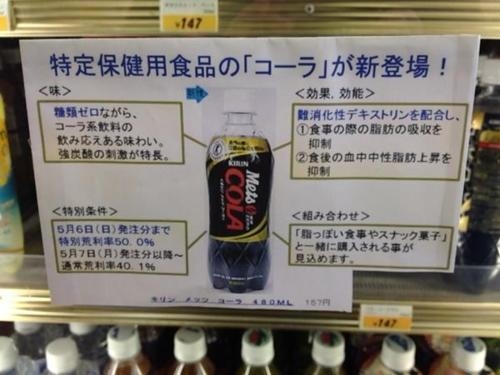 ¥147
特定保健用食品の「コーラ」が新登場！
＜味＞
糖類ゼロながら、
コーラ系飲料の
飲み応えある味わい。
強炭酸の刺激が特長。
＜効果，効能＞
難消化性デキストリンを配合し、
①食事の際の脂肪の吸収を
抑制
②食後の血中中性脂肪上昇を
抑制
KIRIN
Mets
COLA
＜特別条件＞
5月6日（日）発注分まで
特別荒利率50．0％
5月7日（月）発注分以降～
通常荒利率40．1％
＜組み合わせ＞
「脂っぽい食事やスナック菓子」
と一緒に購入される事が
見込めます。
キリン メッツ コーラ 480ML 157円
¥147